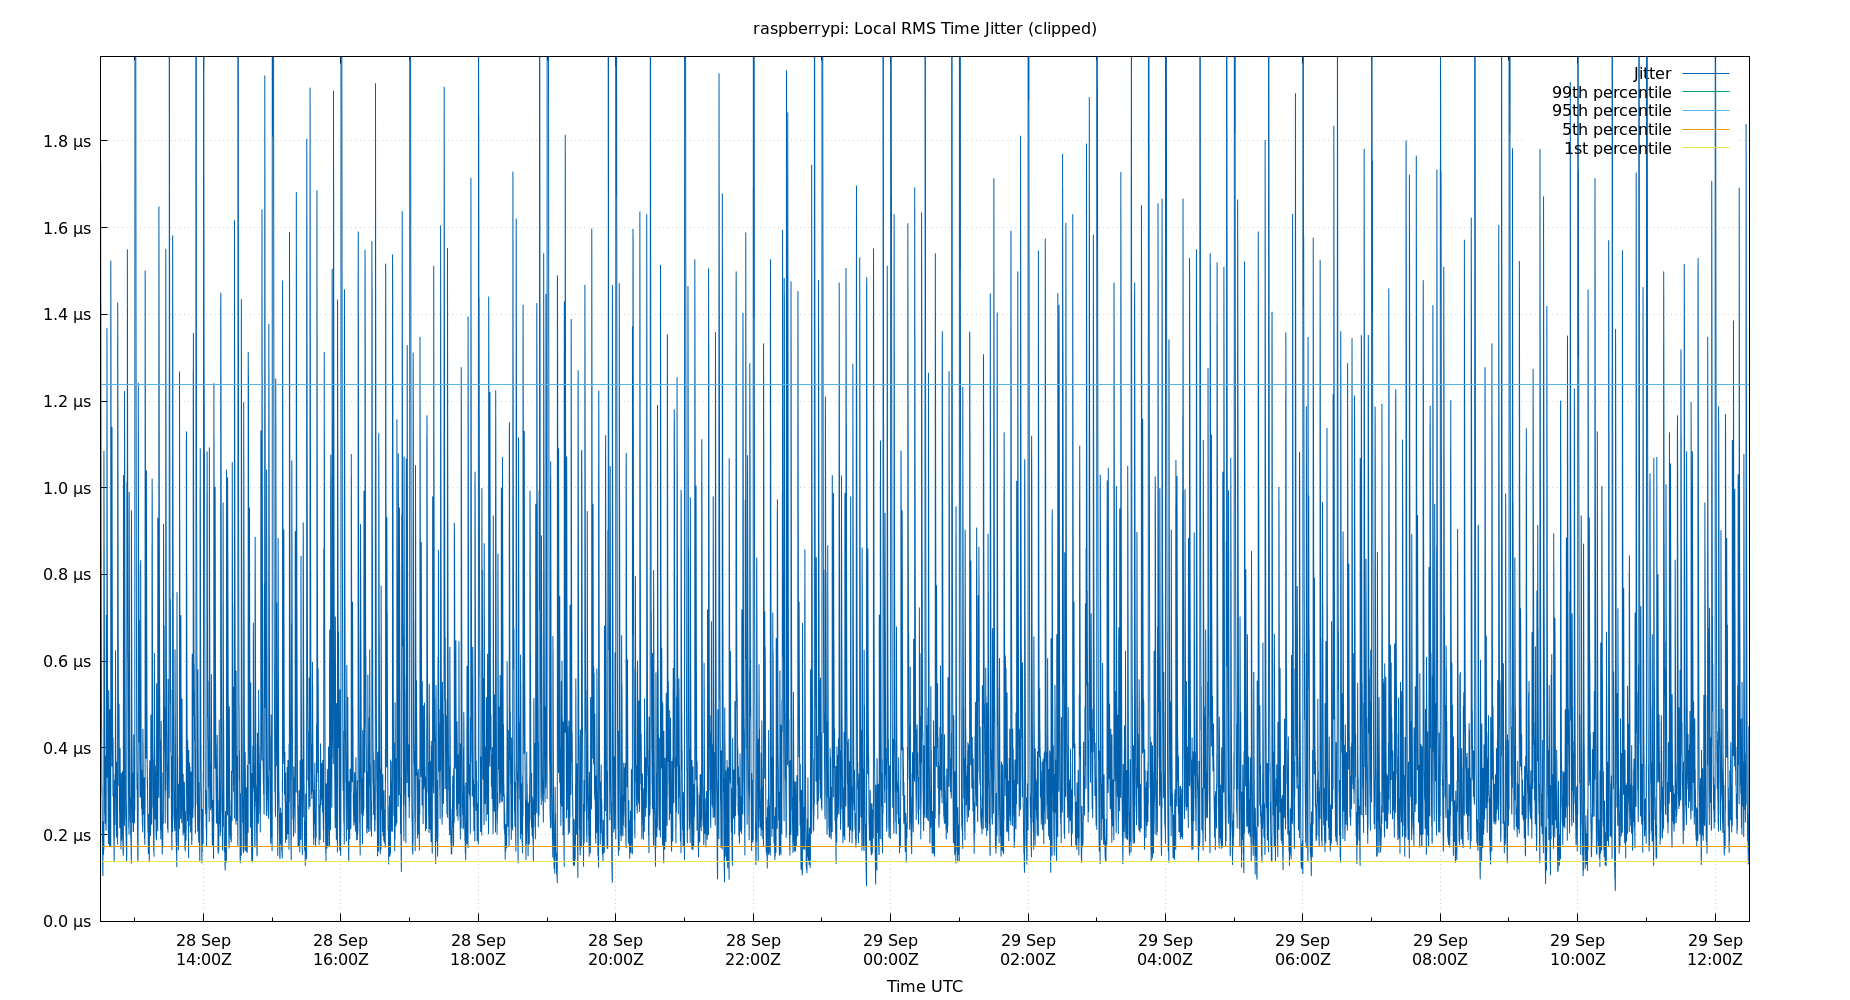 raspberrypi: Local RMS Time Jitter (clipped)
Jitter
99th percentile
95th percentile
5th percentile
1st percentile
1.8 µs
1.6 µs
1.4 µs
1.2 µs
1.0 µs
0.8 µs
0.6 µs
0.4 µs
0.2 µs
0.0 µs
28 Sep 28 Sep 28 Sep 28 Sep 28 Sep 29 Sep 29 Sep 29 Sep 29 Sep 29 Sep 29 Sep 29 Sep
14:00Z 16:00Z 18:00Z 20:00Z 22:00Z 00:00Z 02:00Z 04:00Z 06:00Z 08:00Z 10:00Z 12:00Z
Time UTC